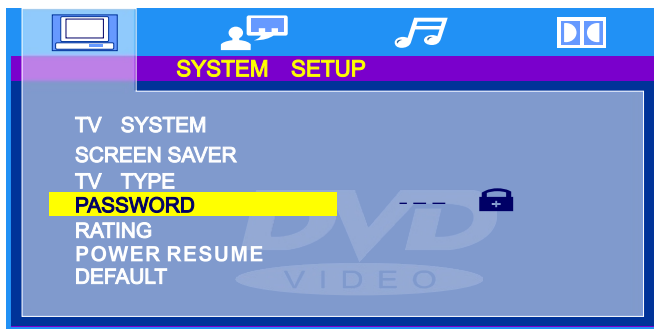 SYSTEM SETUP
TV SYSTEM
SCREEN SAVER
TV TYPE
PASSWORD ---
RATING
POWER RESUME
DEFAULT
DVD
VIDEO